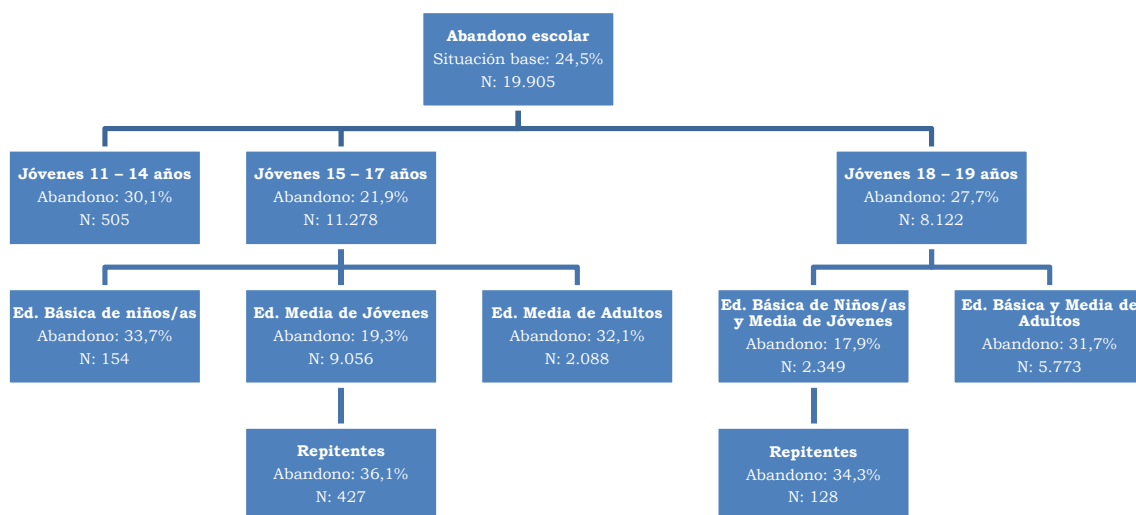 Abandono escolar
Situación base: 24,5%
N: 19.905
Jóvenes 11 – 14 años
Abandono: 30,1%
N: 505
Jóvenes 15 – 17 años
Abandono: 21,9%
N: 11.278
Jóvenes 18 – 19 años
Abandono: 27,7%
N: 8.122
Ed. Básica de niños/as
Abandono: 33,7%
N: 154
Ed. Media de Jóvenes
Abandono: 19,3%
N: 9.056
Ed. Media de Adultos
Abandono: 32,1%
N: 2.088
Ed. Básica de Niños/as
y Media de Jóvenes
Abandono: 17,9%
N: 2.349
Ed. Básica y Media de
Adultos
Abandono: 31,7%
N: 5.773
Repitentes
Abandono: 36,1%
N: 427
Repitentes
Abandono: 34,3%
N: 128